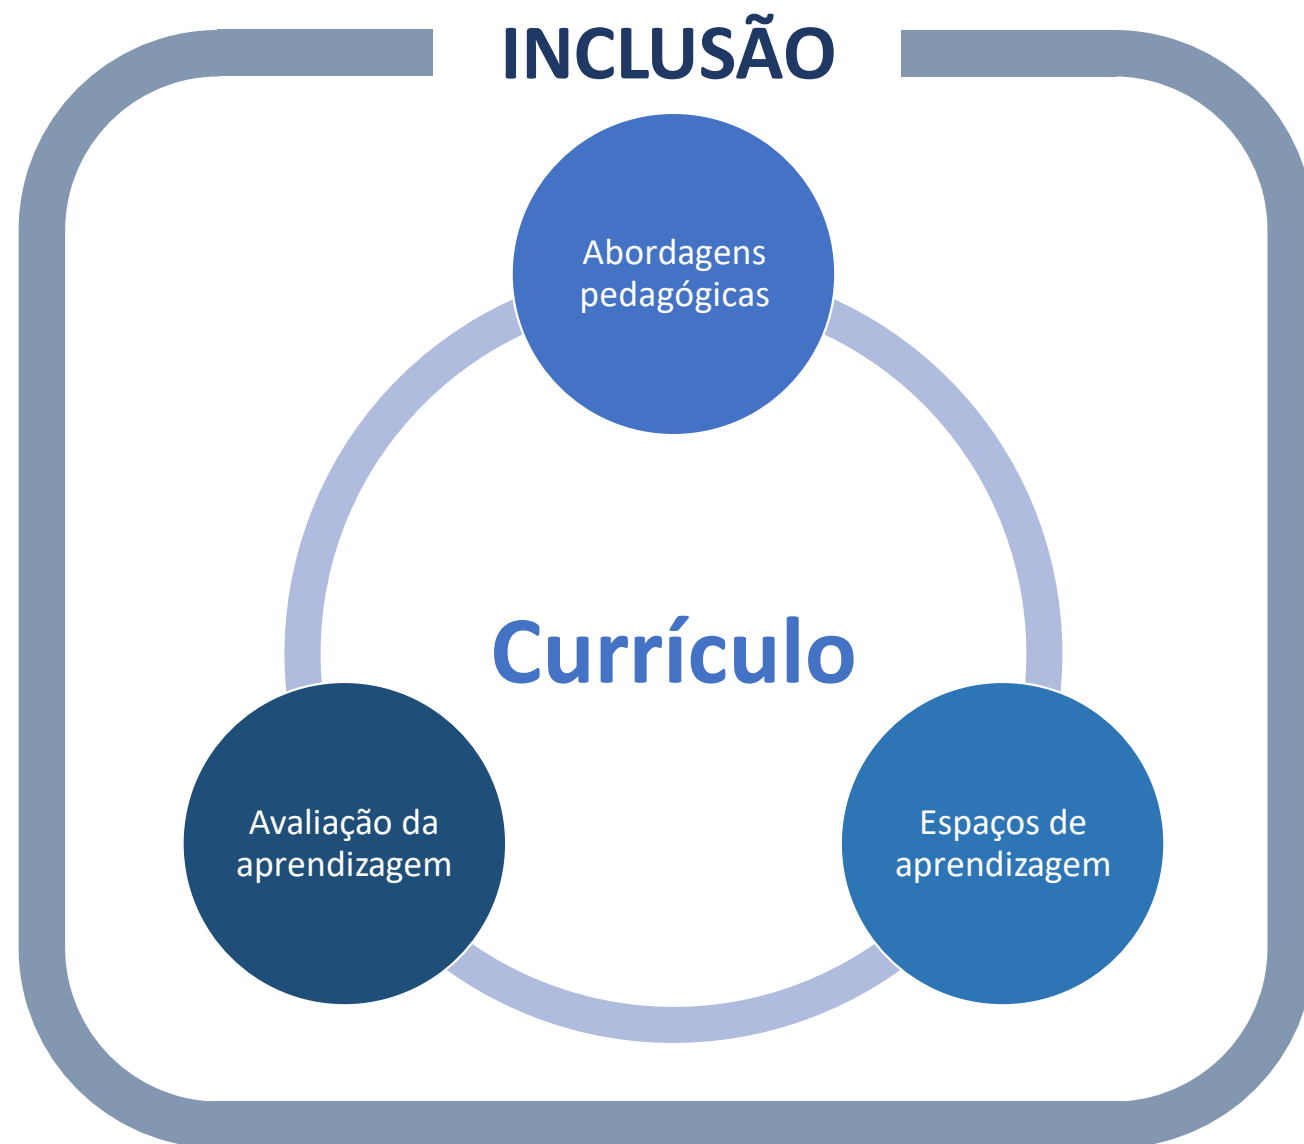 INCLUSÃO
Abordagens
pedagógicas
Currículo
Avaliação da
aprendizagem
Espaços de
aprendizagem